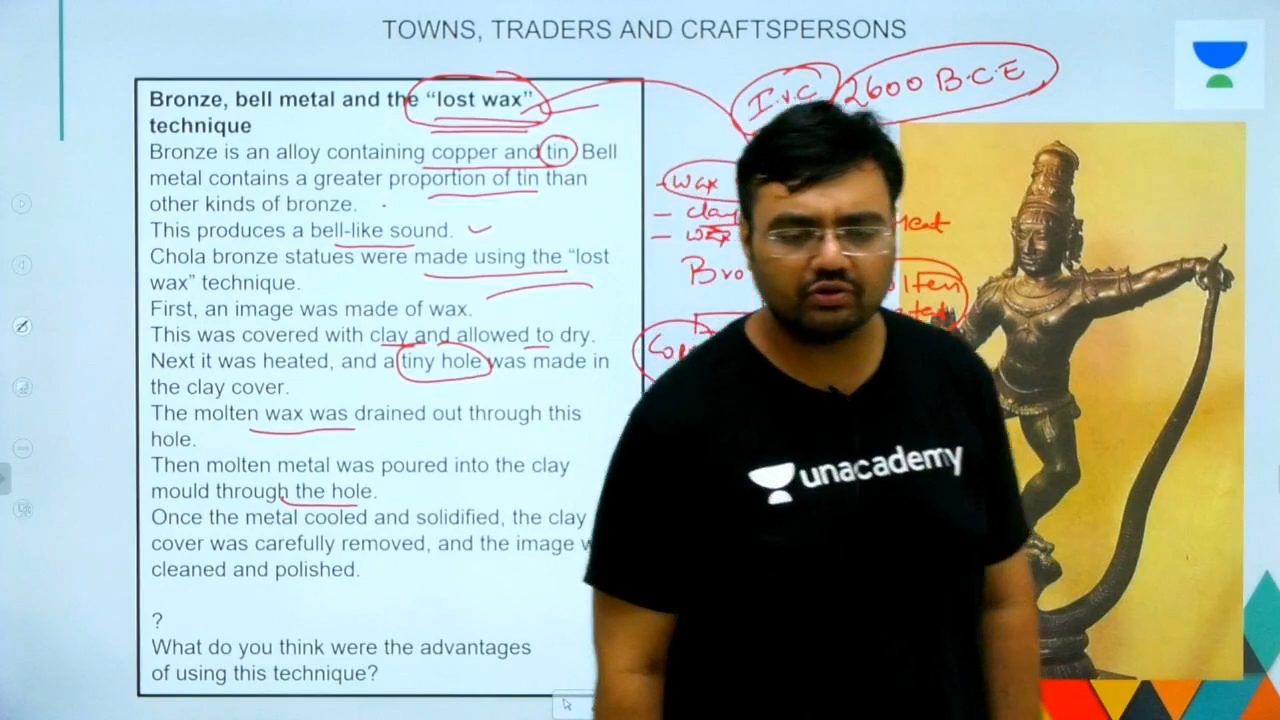 TOWNS, TRADERS AND CRAFTSPERSONS
I.V.C 2600 B.C.E
Bronze, bell metal and the “lost wax”
technique
Bronze is an alloy containing copper and tin Bell
metal contains a greater proportion of tin than
other kinds of bronze.
This produces a bell-like sound.
Chola bronze statues were made using the “lost
wax” technique.
First, an image was made of wax.
This was covered with clay and allowed to dry.
Next it was heated, and a tiny hole was made in
the clay cover.
The molten wax was drained out through this
hole.
Then molten metal was poured into the clay
mould through the hole.
Once the metal cooled and solidified, the clay
cover was carefully removed, and the image
cleaned and polished.
?
What do you think were the advantages
of using this technique?
- wax
- clay
- wax
unacademy